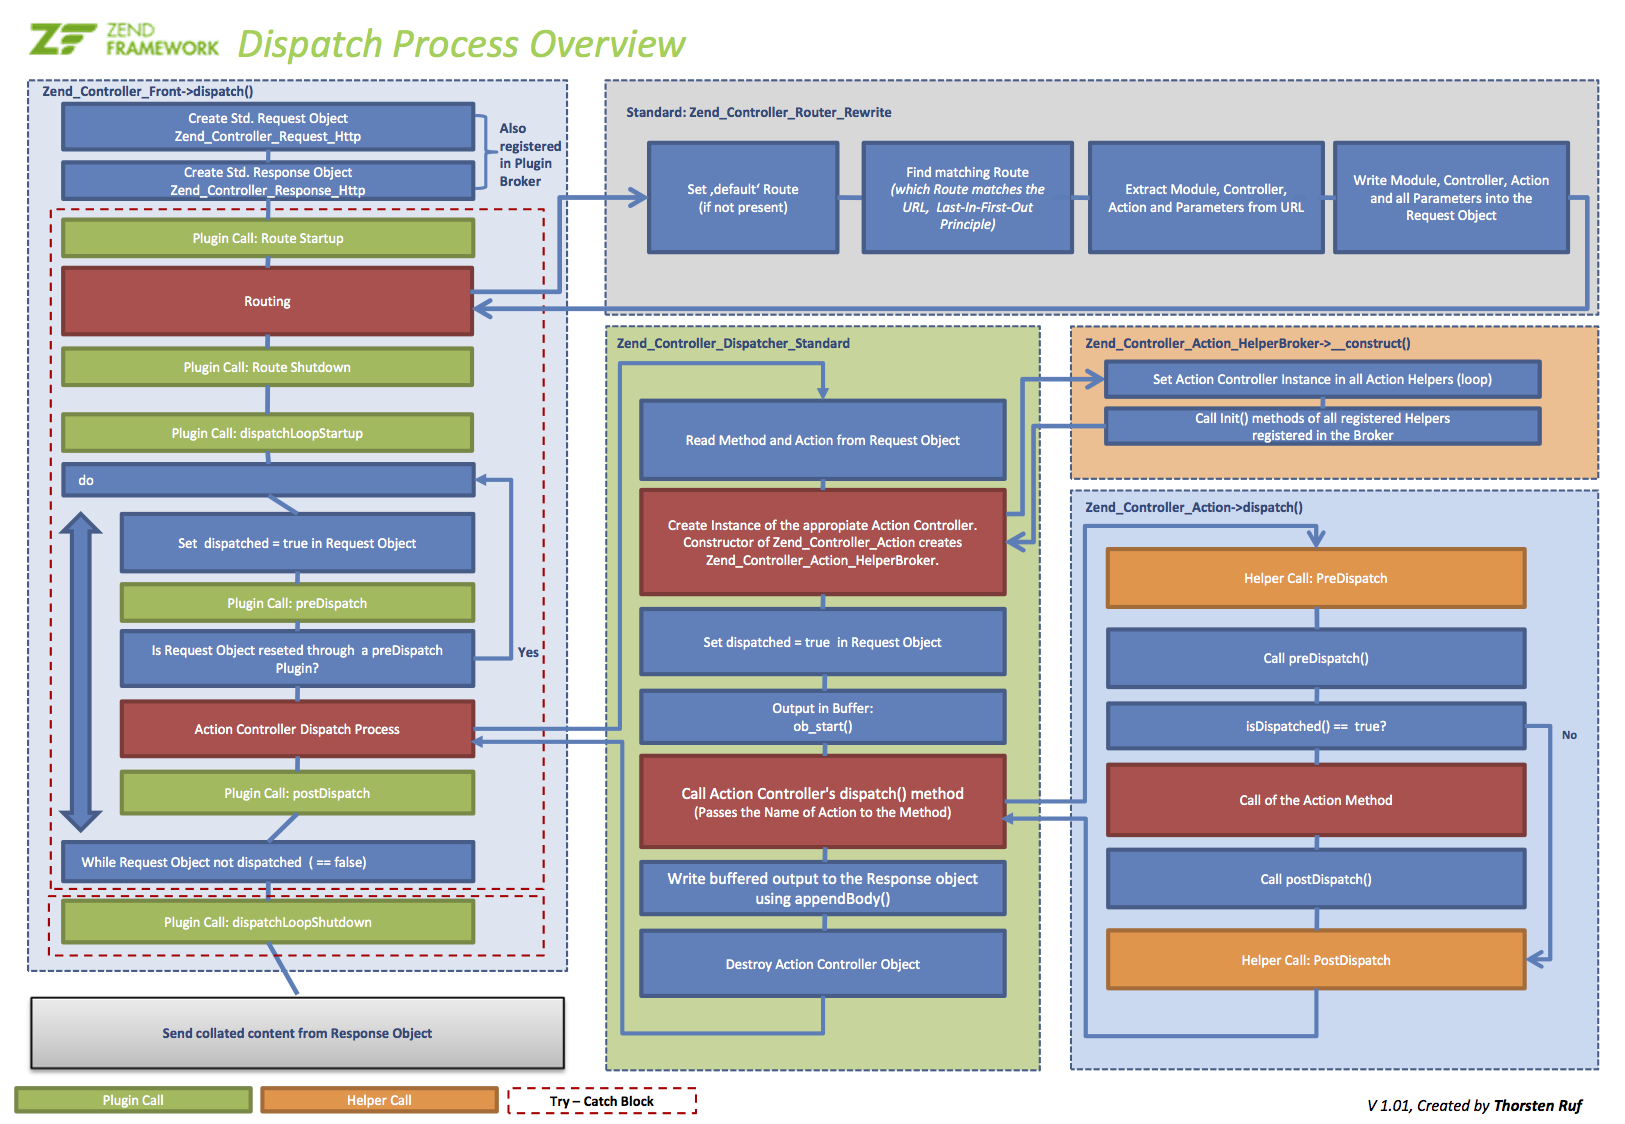 ZEND
FRAMEWORK
Dispatch Process Overview
Zend_Controller_Front->dispatch()
Create Std. Request Object
Zend_Controller_Request_Http
Create Std. Response Object
Zend_Controller_Response_Http
Also
registered
in Plugin
Broker
Plugin Call: Route Startup
Routing
Plugin Call: Route Shutdown
Plugin Call: dispatchLoopStartup
do
Set dispatched = true in Request Object
Plugin Call: preDispatch
Is Request Object reseted through a preDispatch
Plugin?
Yes
Action Controller Dispatch Process
Plugin Call: postDispatch
While Request Object not dispatched ( == false)
Plugin Call: dispatchLoopShutdown
Send collated content from Response Object
Standard: Zend_Controller_Router_Rewrite
Set ‚default‘ Route
(if not present)
Find matching Route
(which Route matches the
URL, Last-In-First-Out
Principle)
Extract Module, Controller,
Action and Parameters from URL
Write Module, Controller, Action
and all Parameters into the
Request Object
Zend_Controller_Dispatcher_Standard
Read Method and Action from Request Object
Create Instance of the appropiate Action Controller.
Constructor of Zend_Controller_Action creates
Zend_Controller_Action_HelperBroker.
Set dispatched = true in Request Object
Output in Buffer:
ob_start()
Call Action Controller's dispatch() method
(Passes the Name of Action to the Method)
Write buffered output to the Response object
using appendBody()
Destroy Action Controller Object
Zend_Controller_Action_HelperBroker->__construct()
Set Action Controller Instance in all Action Helpers (loop)
Call Init() methods of all registered Helpers
registered in the Broker
Zend_Controller_Action->dispatch()
Helper Call: PreDispatch
Call preDispatch()
isDispatched() == true?
No
Call of the Action Method
Call postDispatch()
Helper Call: PostDispatch
Plugin Call
Helper Call
Try – Catch Block
V 1.01, Created by Thorsten Ruf